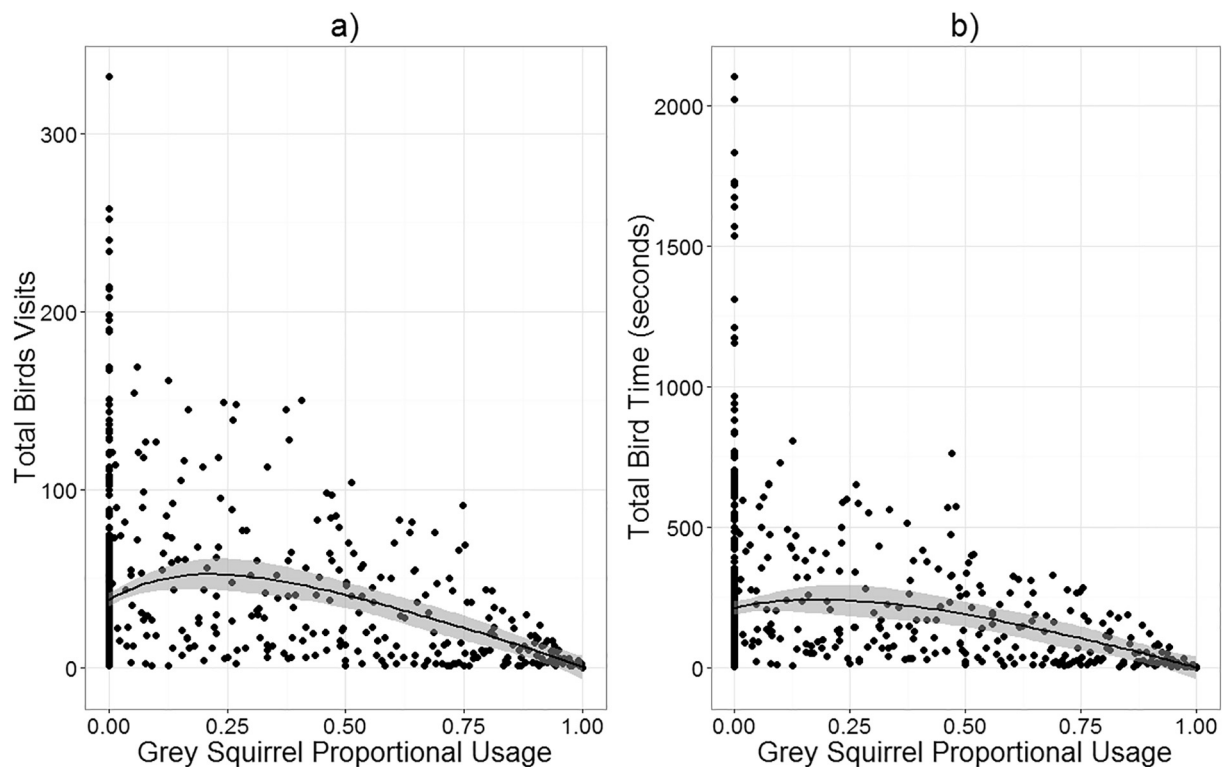 a)
Total Birds Visits
300
200
100
0
0.00 0.25 0.50 0.75 1.00
Grey Squirrel Proportional Usage
b)
Total Bird Time (seconds)
2000
1500
1000
500
0
0.00 0.25 0.50 0.75 1.00
Grey Squirrel Proportional Usage